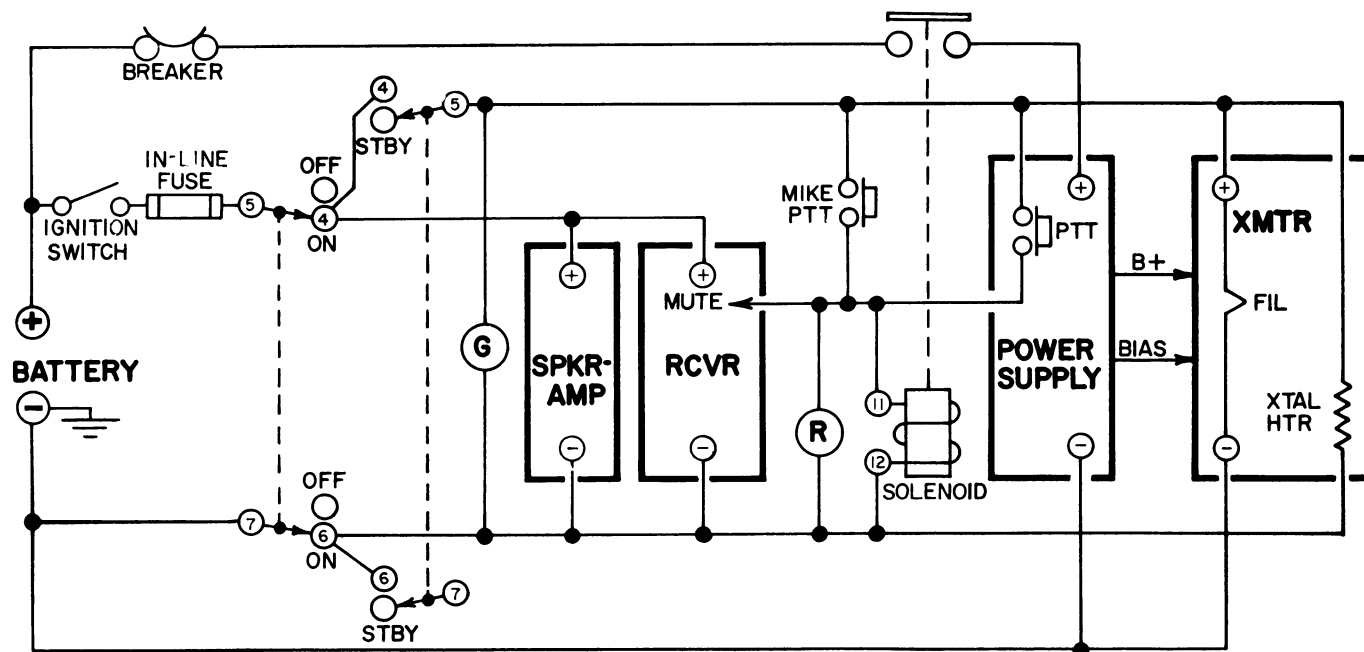 BREAKER
4
5
STBY
IN-LINE
FUSE
OFF
5
4
ON
IGNITION
SWITCH
MIKE
PTT
PTT
+
+
XMTR
+
+
MUTE
B+
FIL
+
BATTERY
G
SPKR-
AMP
RCVR
POWER
SUPPLY
BIAS
−
11
XTAL
HTR
R
−
−
12
−
−
SOLENOID
OFF
7
6
ON
6
7
STBY